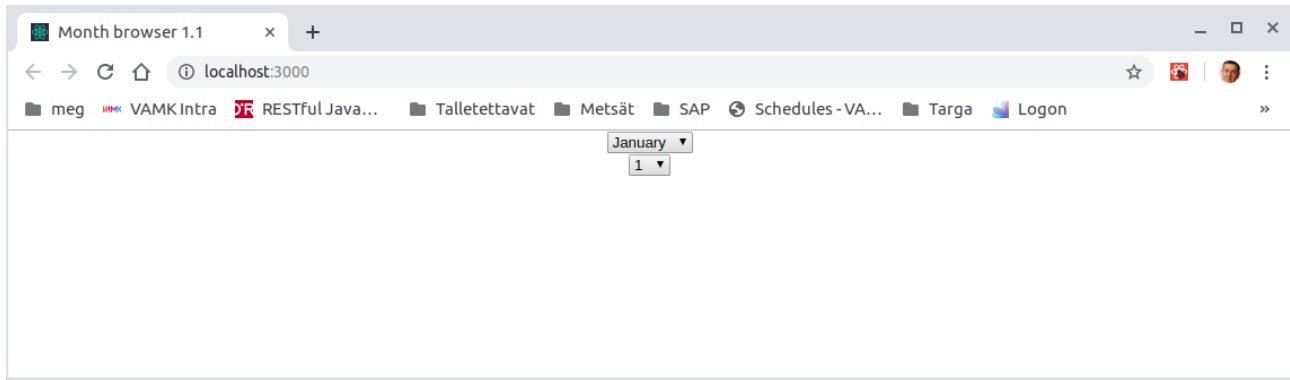 Month browser 1.1
localhost:3000
meg VAMK Intra RESTful Java... Talletettavat Metsät SAP Schedules - VA... Targa Logon »
January
1